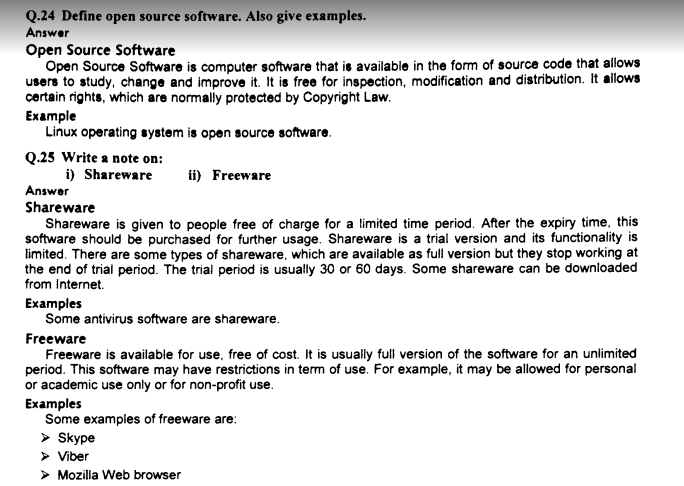 Q.24 Define open source software. Also give examples.
Answer
Open Source Software
Open Source Software is computer software that is available in the form of source code that allows
users to study, change and improve it. It is free for inspection, modification and distribution. It allows
certain rights, which are normally protected by Copyright Law.
Example
Linux operating system is open source software.
Q.25 Write a note on:
i) Shareware ii) Freeware
Answer
Shareware
Shareware is given to people free of charge for a limited time period. After the expiry time, this
software should be purchased for further usage. Shareware is a trial version and its functionality is
limited. There are some types of shareware, which are available as full version but they stop working at
the end of trial period. The trial period is usually 30 or 60 days. Some shareware can be downloaded
from Internet.
Examples
Some antivirus software are shareware.
Freeware
Freeware is available for use, free of cost. It is usually full version of the software for an unlimited
period. This software may have restrictions in term of use. For example, it may be allowed for personal
or academic use only or for non-profit use.
Examples
Some examples of freeware are:
➢ Skype
➢ Viber
➢ Mozilla Web browser